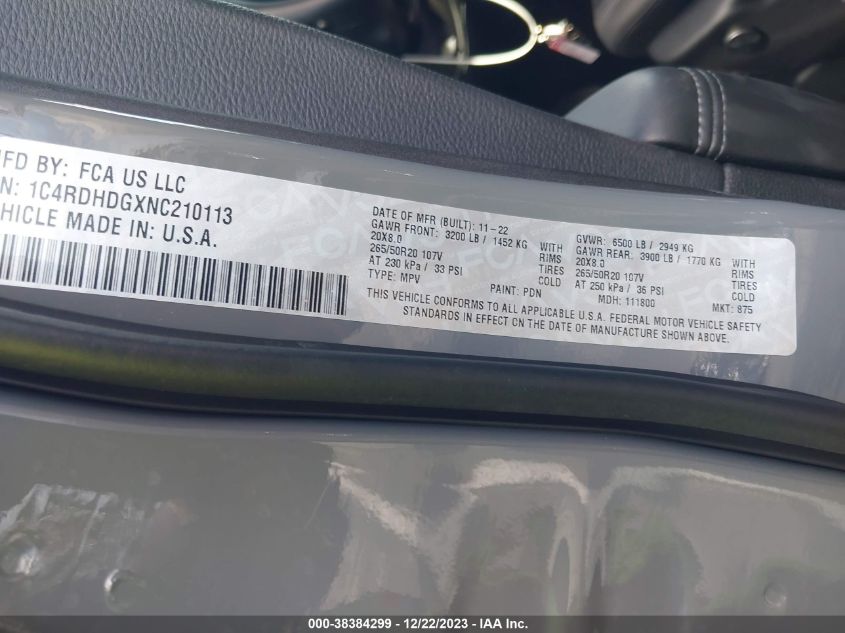 MFD BY: FCA US LLC
N: 1C4RDHDGXNC210113
VEHICLE MADE IN: U.S.A.
DATE OF MFR (BUILT): 11-22
GAWR FRONT: 3200 LB / 1452 KG WITH
20X8.0 RIMS
265/50R20 107V TIRES
AT 230 kPa / 33 PSI COLD
TYPE: MPV PAINT: PDN
GVWR: 6500 LB / 2949 KG
GAWR REAR: 3900 LB / 1770 KG WITH
20X8.0 RIMS
265/50R20 107V TIRES
AT 250 kPa / 36 PSI COLD
MDH: 111800 MKT: 875
THIS VEHICLE CONFORMS TO ALL APPLICABLE U.S.A. FEDERAL MOTOR VEHICLE SAFETY
STANDARDS IN EFFECT ON THE DATE OF MANUFACTURE SHOWN ABOVE.
000-38384299 - 12/22/2023 - IAA Inc.